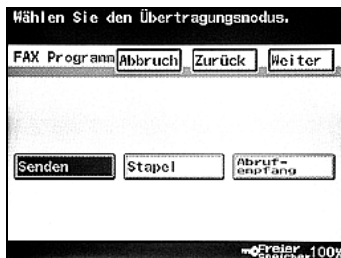 Wählen Sie den Übertragungsmodus.
FAX Programm Abbruch Zurück Weiter
Senden Stapel Abruf-
empfang
Freier
Speicher 100%